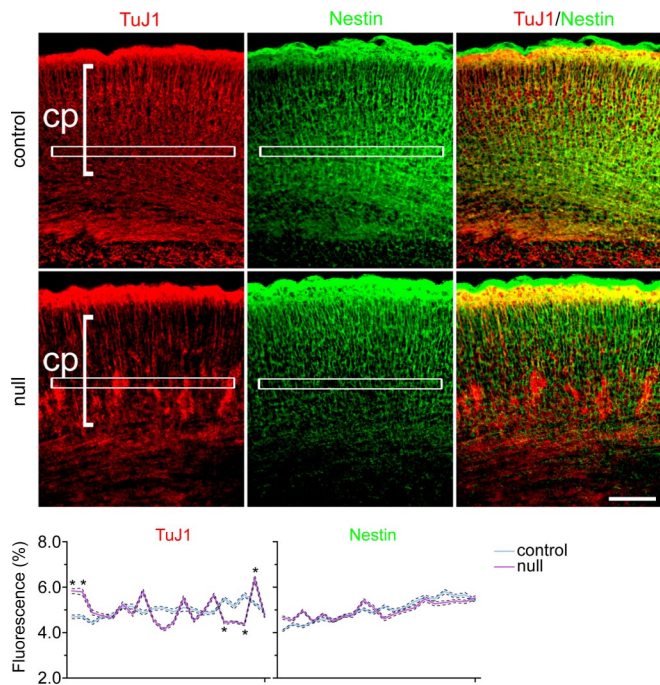 TuJ1 Nestin TuJ1/Nestin
control
cp
null
cp
TuJ1 Nestin
Fluorescence (%)
8.0
6.0
4.0
2.0
* *
*
*
*
control
null